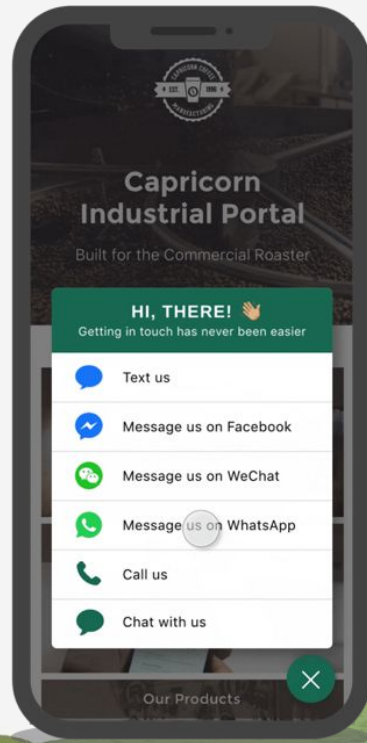 CAPRICORN COFFEE
EST.
MANUFACTURING
Capricorn
Industrial Portal
Built for the Commercial Roaster
HI, THERE! 👋🏼
Getting in touch has never been easier
Text us
Message us on Facebook
Message us on WeChat
Message us on WhatsApp
Call us
Chat with us
Our Products